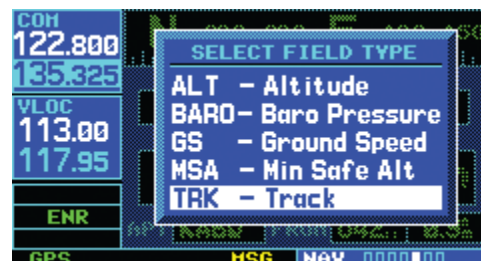 COM
122.800
135.325
VLOC
113.00
117.95
ENR
GPS
SELECT FIELD TYPE
ALT – Altitude
BARO– Baro Pressure
GS – Ground Speed
MSA – Min Safe Alt
TRK – Track
MSG
NAV